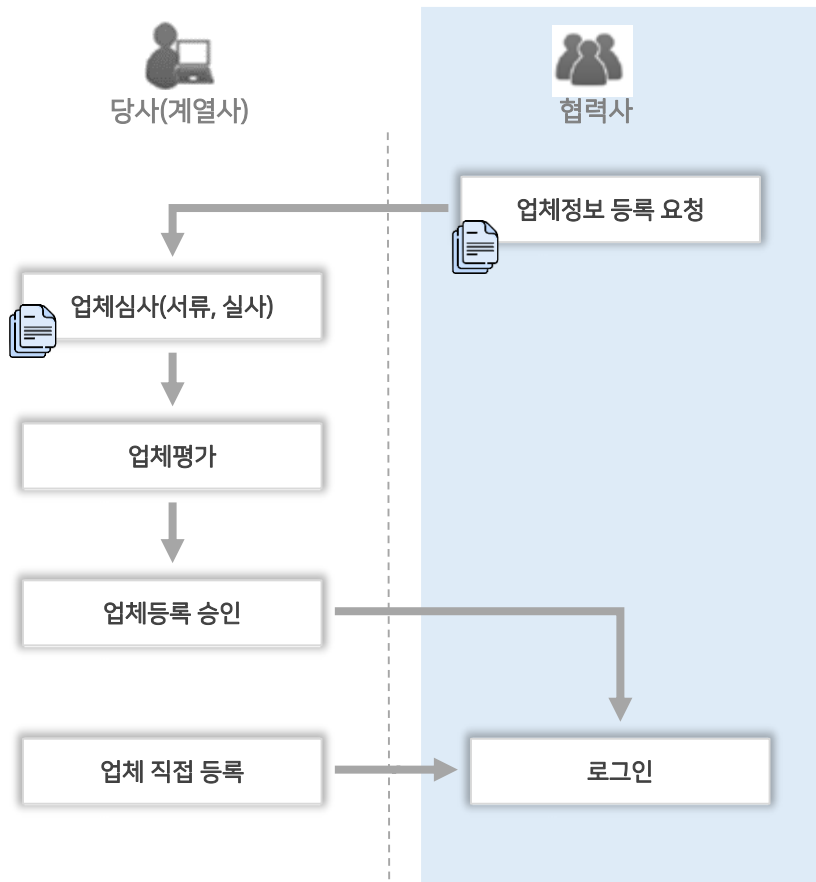 당사(계열사)
협력사
업체정보 등록 요청
업체심사(서류, 실사)
업체평가
업체등록 승인
업체 직접 등록
로그인